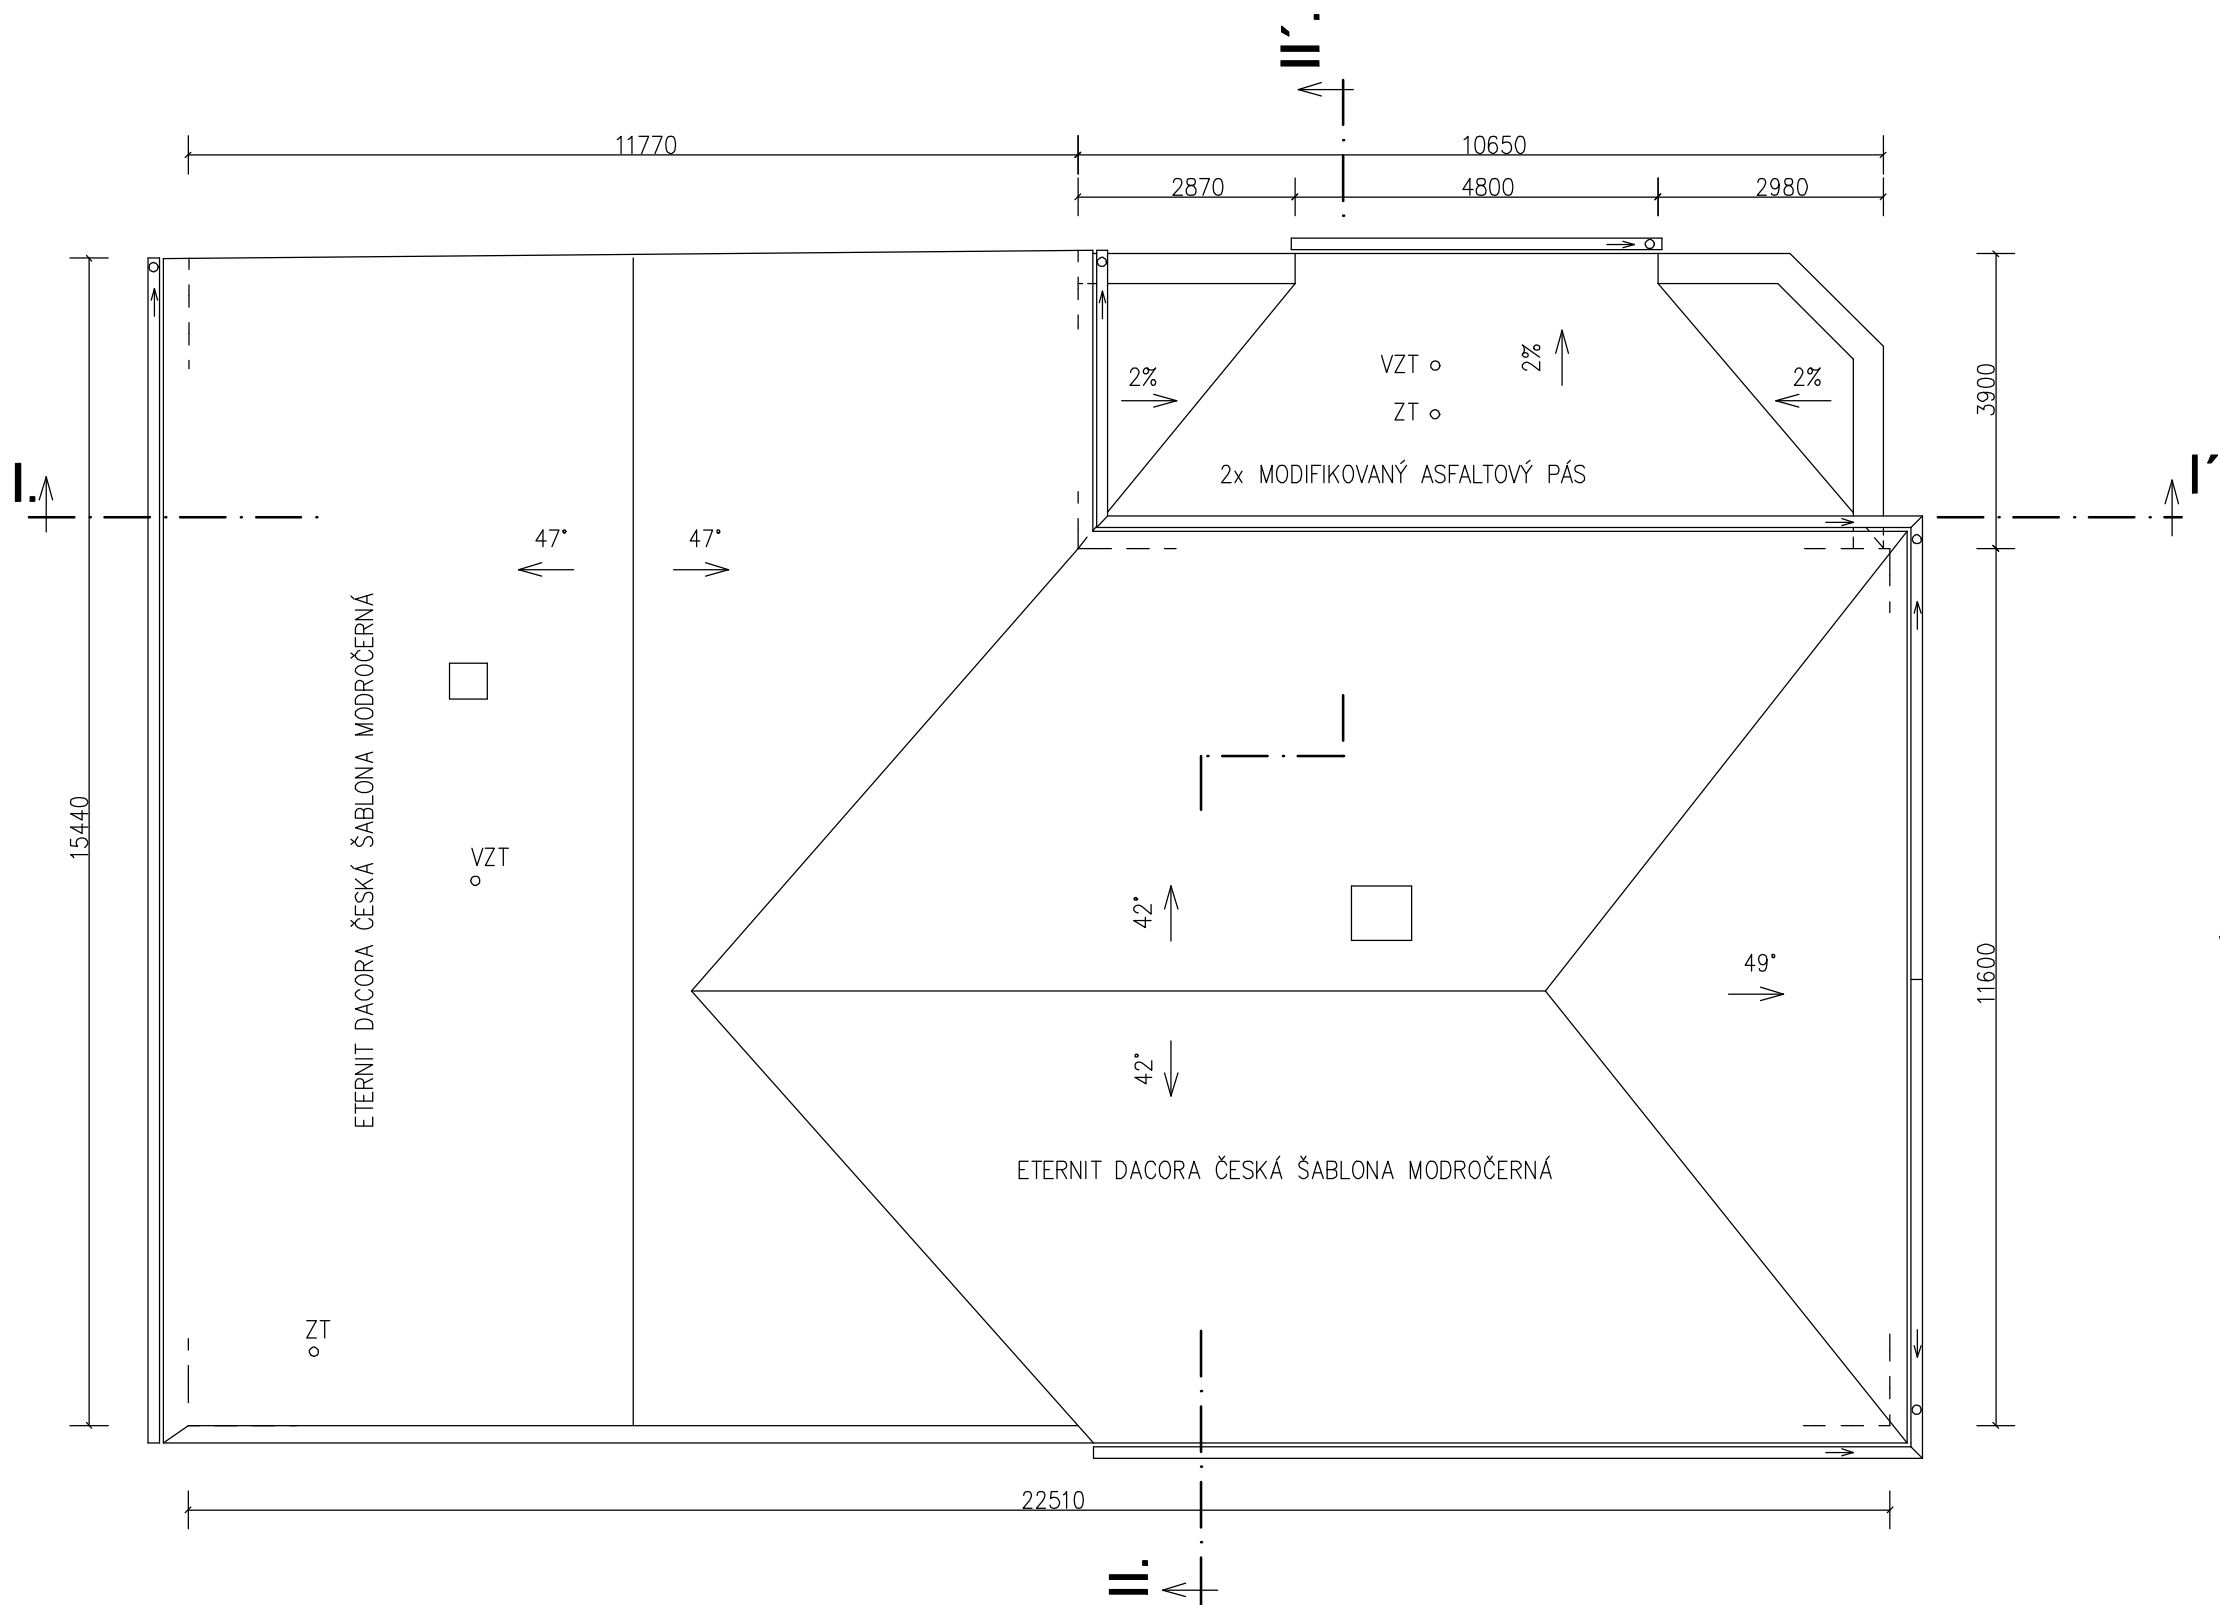 II´.
11770
10650
2870
4800
2980
2%
VZT
2%
2%
3900
ZT
I.
I´
2x MODIFIKOVANÝ ASFALTOVÝ PÁS
47°
47°
ETERNIT DACORA ČESKÁ ŠABLONA MODROČERNÁ
15440
VZT
42°
49°
11600
42°
ETERNIT DACORA ČESKÁ ŠABLONA MODROČERNÁ
ZT
22510
II.